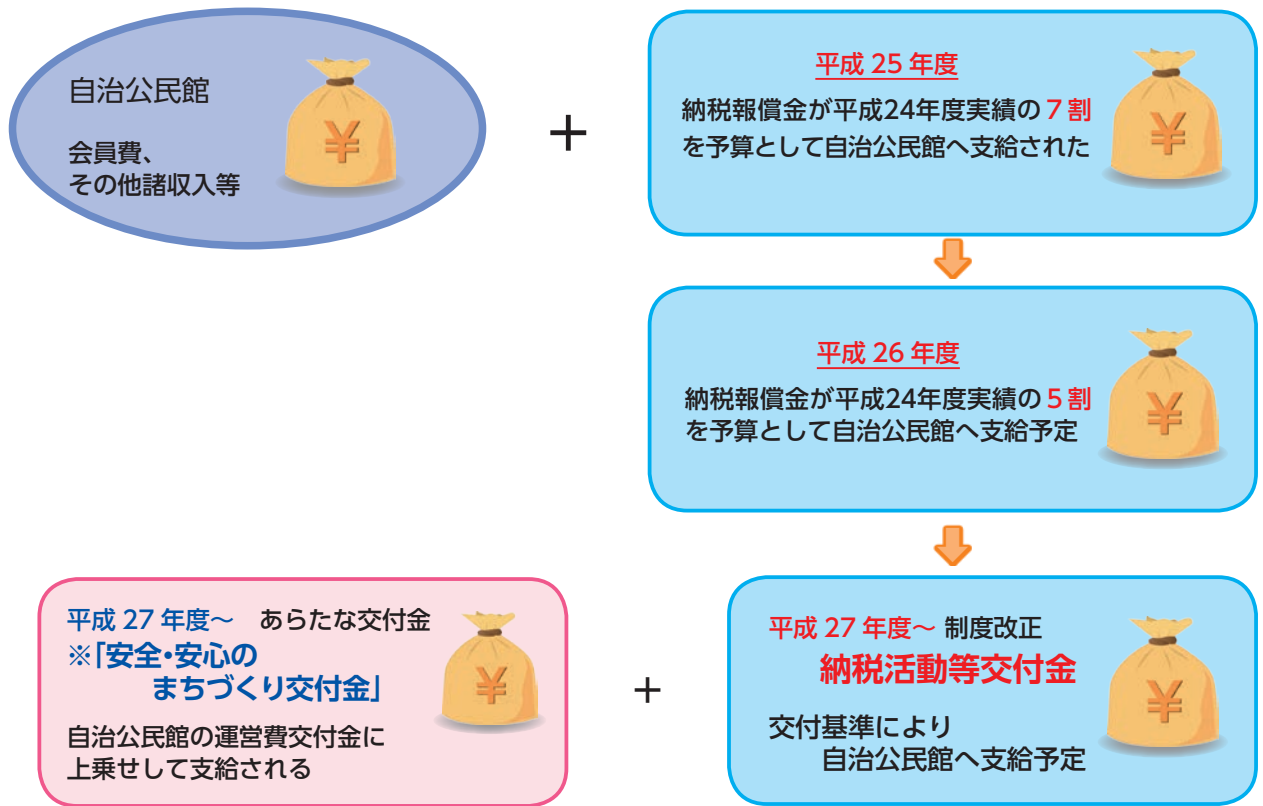 自治公民館
会員費、
その他諸収入等
¥
+
平成 25 年度
納税報償金が平成24年度実績の7割
を予算として自治公民館へ支給された
¥
平成 26 年度
納税報償金が平成24年度実績の5割
を予算として自治公民館へ支給予定
¥
平成 27 年度~ あらたな交付金
※「安全・安心の
まちづくり交付金」
自治公民館の運営費交付金に
上乗せして支給される
¥
+
平成 27 年度~ 制度改正
納税活動等交付金
交付基準により
自治公民館へ支給予定
¥